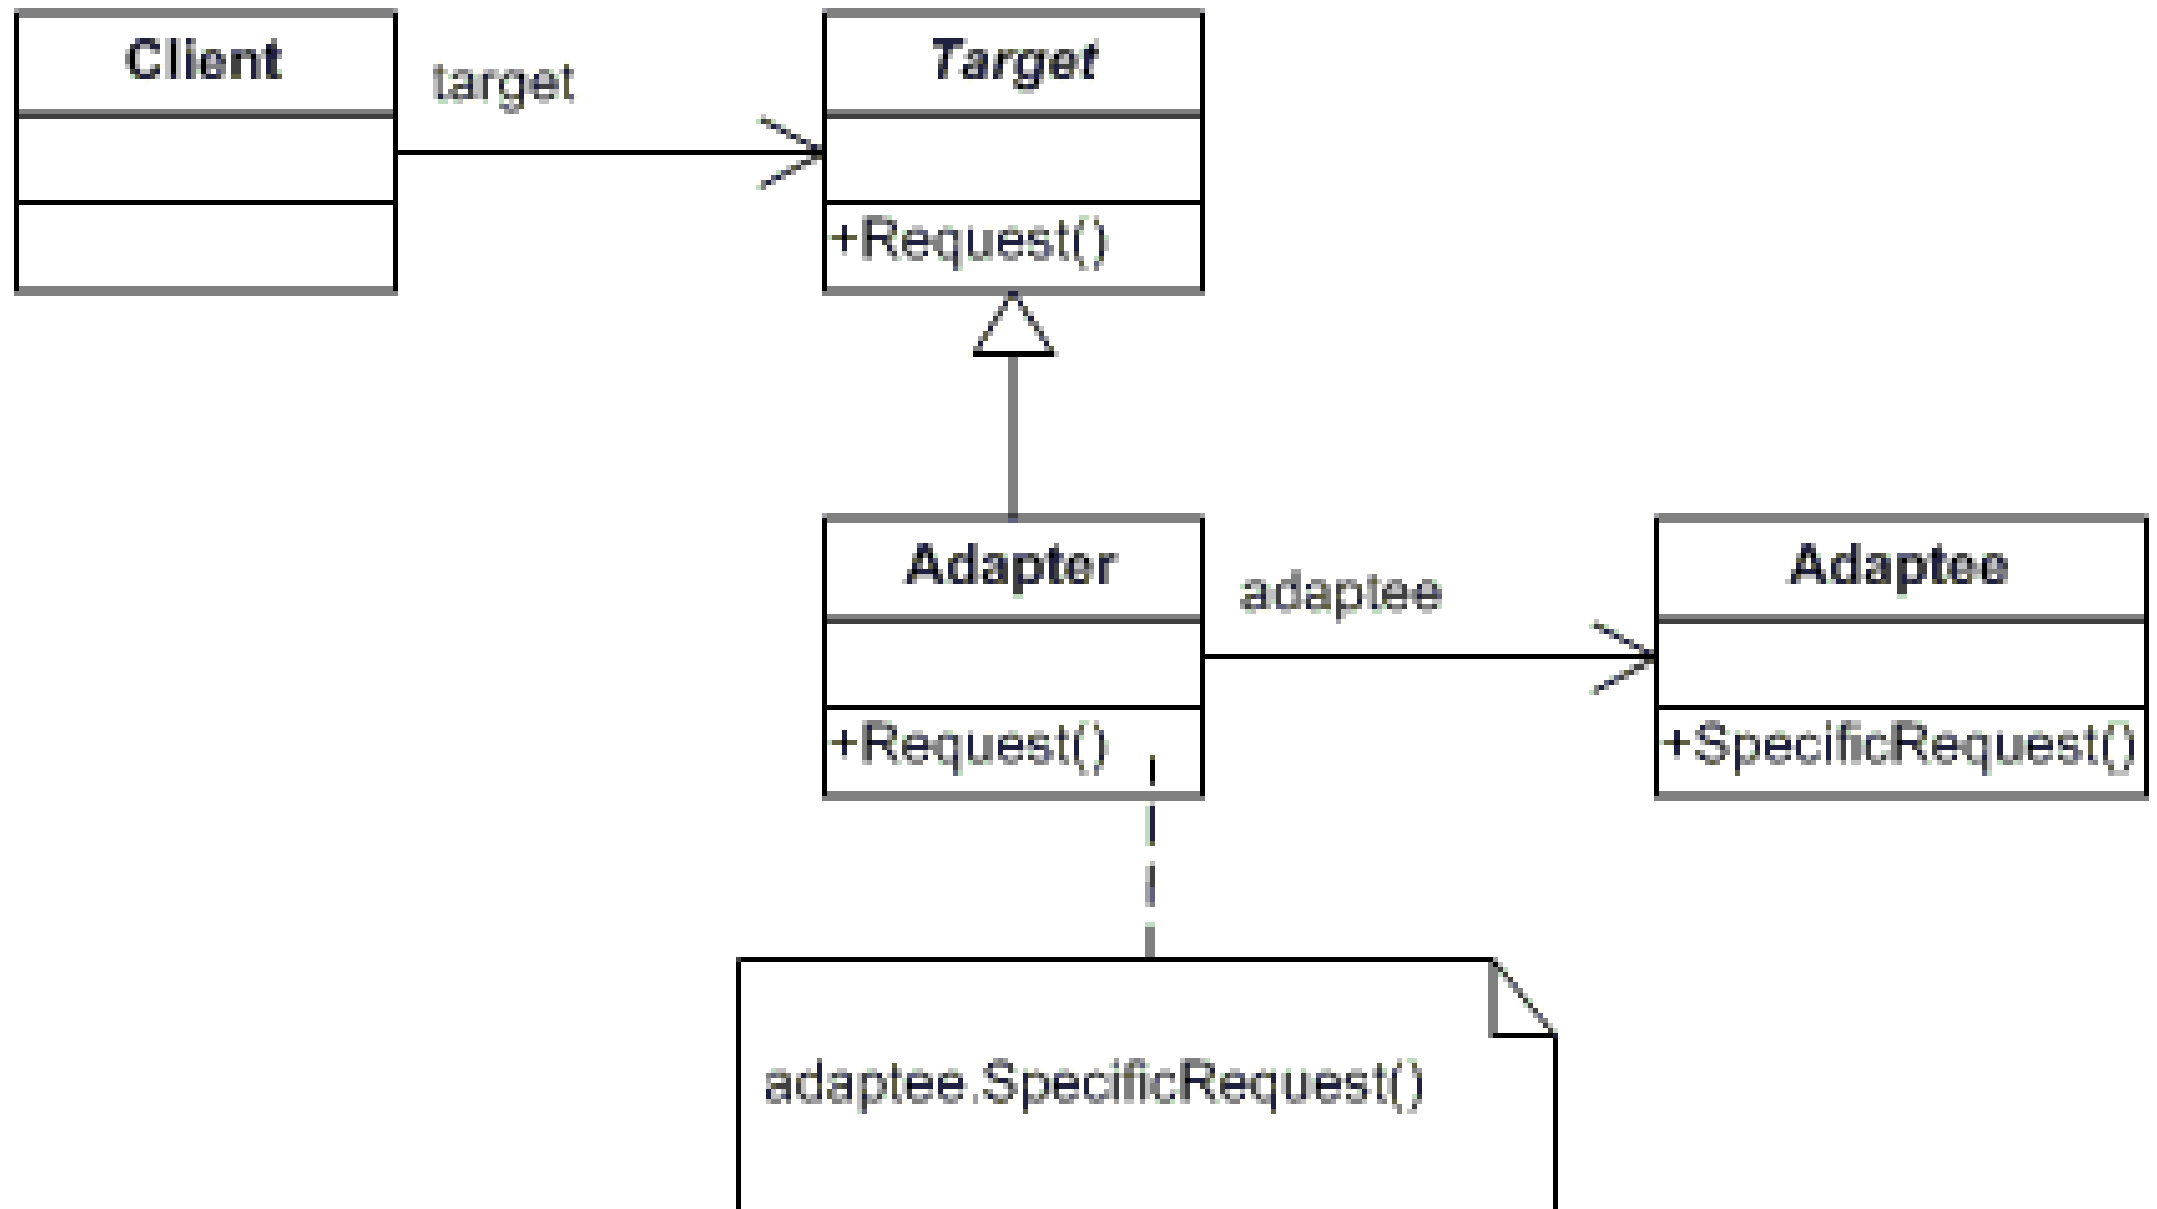 Client
target
Target
+Request()
Adapter
adaptee
Adaptee
+Request()
+SpecificRequest()
adaptee.SpecificRequest()